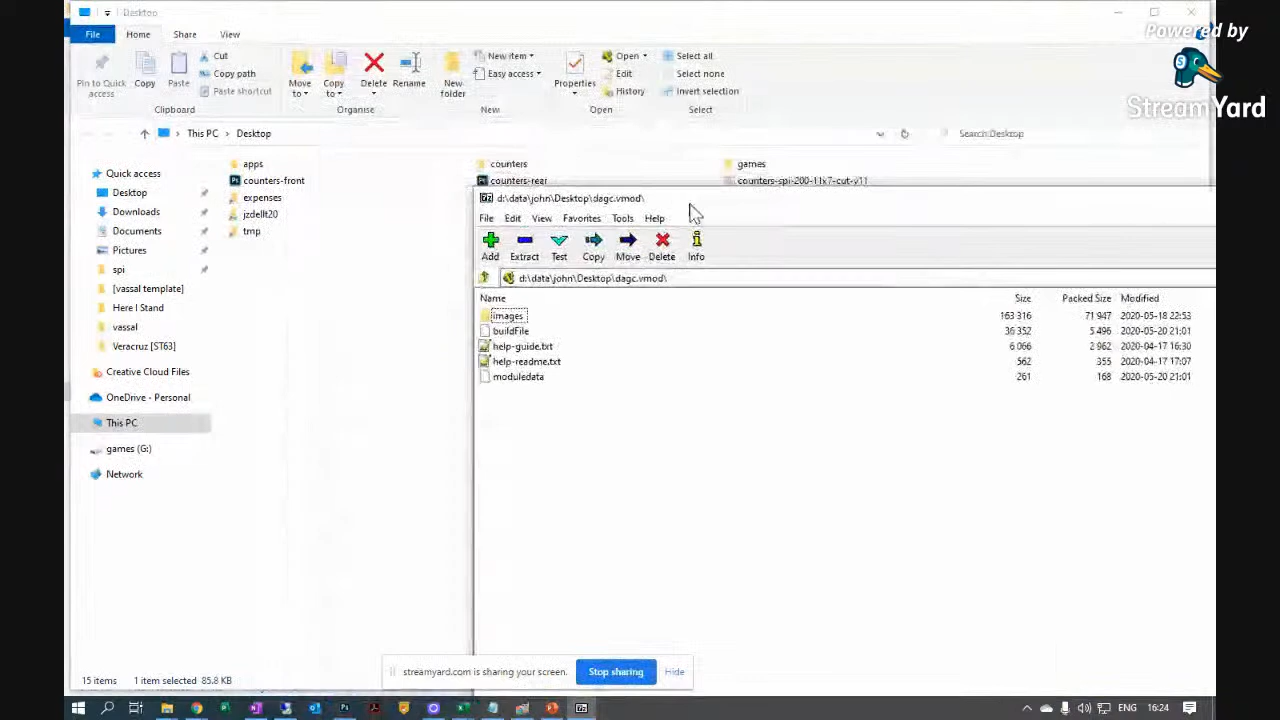 Desktop
File Home Share View
Powered by
StreamYard
Pin to Quick access
Copy
Paste
Cut
Copy path
Paste shortcut
Move to
Copy to
Delete
Rename
New folder
New item
Easy access
Properties
Open
Edit
History
Select all
Select none
Invert selection
Clipboard Organise New Open Select
This PC > Desktop
Search Desktop
Quick access
Desktop
Downloads
Documents
Pictures
spi
[vassal template]
Here I Stand
vassal
Veracruz [ST63]
Creative Cloud Files
OneDrive - Personal
This PC
games (G:)
Network
apps
counters-front
expenses
jzdellt20
tmp
counters
counters-rear
games
counters-spi-200-11x7-cut-y11
d:\data\john\Desktop\dagc.vmod\
File Edit View Favorites Tools Help
Add Extract Test Copy Move Delete Info
d:\data\john\Desktop\dagc.vmod\
Name Size Packed Size Modified
images 163 316 71 947 2020-05-18 22:53
buildFile 36 352 5 496 2020-05-20 21:01
help-guide.txt 6 066 2 962 2020-04-17 16:30
help-readme.txt 562 355 2020-04-17 17:07
moduledata 261 168 2020-05-20 21:01
streamyard.com is sharing your screen. Stop sharing Hide
15 items 1 item selected 85.8 KB
ENG 16:24